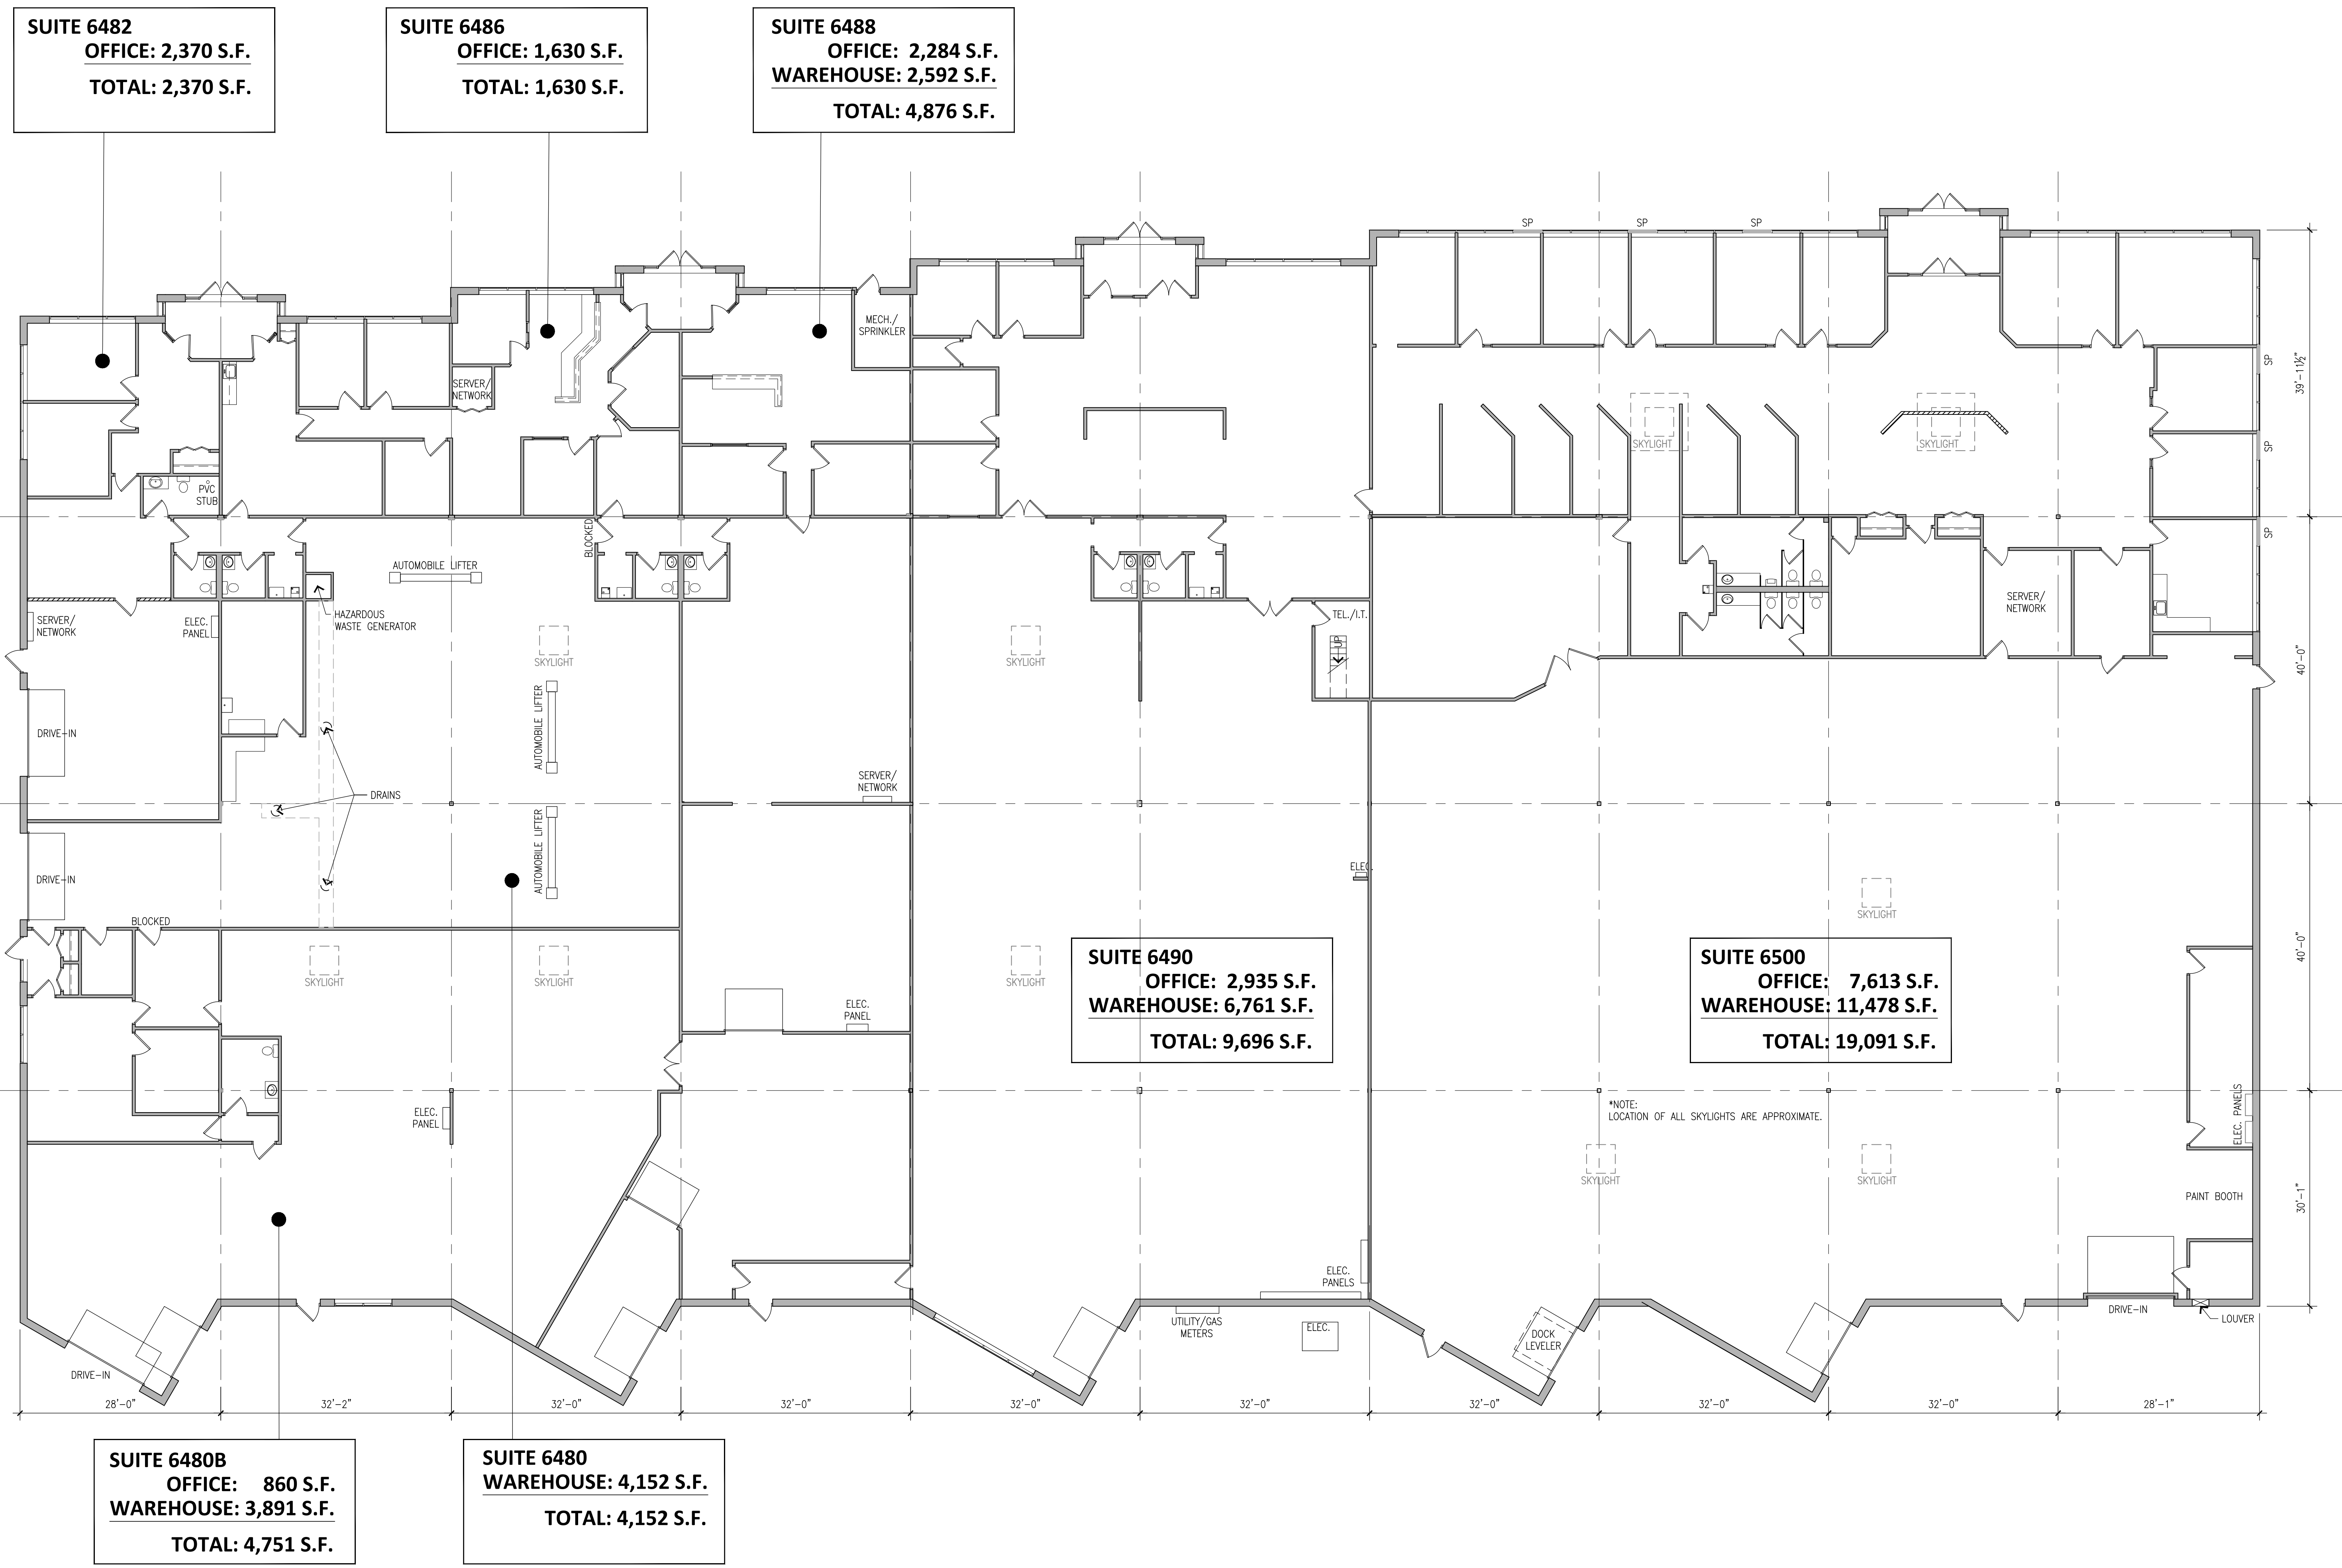 SUITE 6482
OFFICE: 2,370 S.F.
TOTAL: 2,370 S.F.
SUITE 6486
OFFICE: 1,630 S.F.
TOTAL: 1,630 S.F.
SUITE 6488
OFFICE: 2,284 S.F.
WAREHOUSE: 2,592 S.F.
TOTAL: 4,876 S.F.
SP
SP
SP
MECH./
SPRINKLER
SERVER/
NETWORK
SP
39'-11½"
SKYLIGHT
SKYLIGHT
SP
PVC
STUB
BLOCKED
SP
AUTOMOBILE LIFTER
HAZARDOUS
WASTE GENERATOR
SERVER/
NETWORK
ELEC.
PANEL
TEL./I.T.
UP
SERVER/
NETWORK
SKYLIGHT
SKYLIGHT
40'-0"
DRIVE-IN
AUTOMOBILE LIFTER
SERVER/
NETWORK
DRAINS
AUTOMOBILE LIFTER
DRIVE-IN
ELEC.
BLOCKED
SKYLIGHT
SKYLIGHT
SKYLIGHT
SKYLIGHT
40'-0"
SUITE 6490
OFFICE: 2,935 S.F.
WAREHOUSE: 6,761 S.F.
TOTAL: 9,696 S.F.
SUITE 6500
OFFICE: 7,613 S.F.
WAREHOUSE: 11,478 S.F.
TOTAL: 19,091 S.F.
ELEC.
PANEL
ELEC.
PANEL
*NOTE:
LOCATION OF ALL SKYLIGHTS ARE APPROXIMATE.
ELEC. PANELS
SKYLIGHT
SKYLIGHT
PAINT BOOTH
30'-1"
ELEC.
PANELS
UTILITY/GAS
METERS
ELEC.
DOCK
LEVELER
DRIVE-IN
LOUVER
DRIVE-IN
28'-0"
32'-2"
32'-0"
32'-0"
32'-0"
32'-0"
32'-0"
32'-0"
32'-0"
28'-1"
SUITE 6480B
OFFICE: 860 S.F.
WAREHOUSE: 3,891 S.F.
TOTAL: 4,751 S.F.
SUITE 6480
WAREHOUSE: 4,152 S.F.
TOTAL: 4,152 S.F.